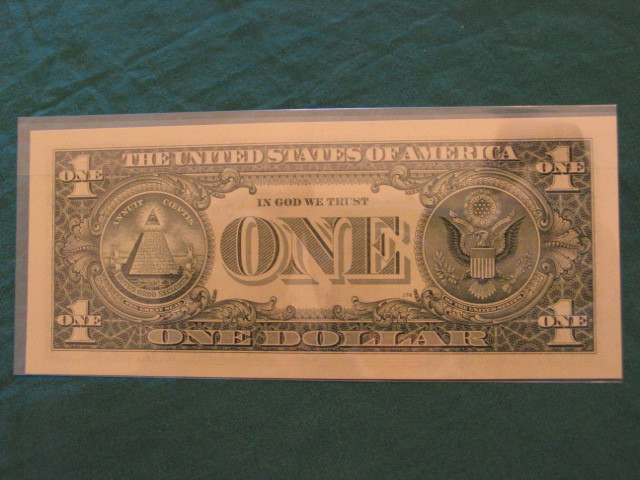 THE UNITED STATES OF AMERICA
1 ONE
1 ONE
ANNUIT CŒPTIS
IN GOD WE TRUST
ONE
1 ONE
1 ONE
ONE DOLLAR